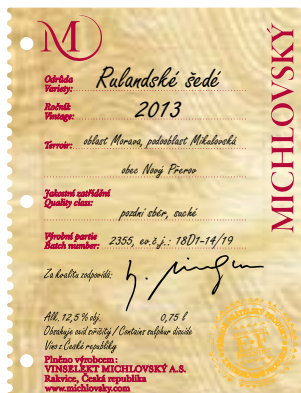 M
MICHLOVSKÝ
Odrůda
Variety: Rulandské šedé
Ročník
Vintage: 2013
Terroir: oblast Morava, podoblast Mikulovská
obec Nový Přerov
Jakostní zatřídění
Quality class:
pozdní sběr, suché
Výrobní partie
Batch number: 2355, ev.č.j.: 18D1-14/19
Za kvalitu zodpovídá:
Alk. 12,5 % obj. 0,75 l
Obsahuje oxid siřičitý / Contains sulphur dioxide
Víno z České republiky
Plněno výrobcem:
VINSELEKT MICHLOVSKÝ A.S.
Rakvice, Česká republika
www.michlovsky.com